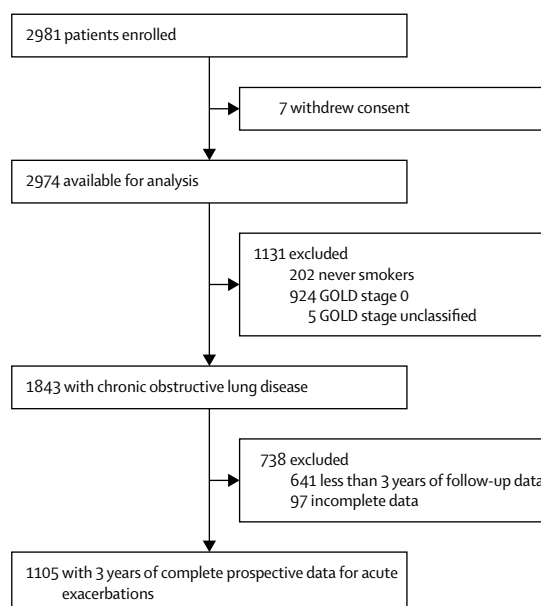 2981 patients enrolled
7 withdrew consent
2974 available for analysis
1131 excluded
202 never smokers
924 GOLD stage 0
5 GOLD stage unclassified
1843 with chronic obstructive lung disease
738 excluded
641 less than 3 years of follow-up data
97 incomplete data
1105 with 3 years of complete prospective data for acute
exacerbations